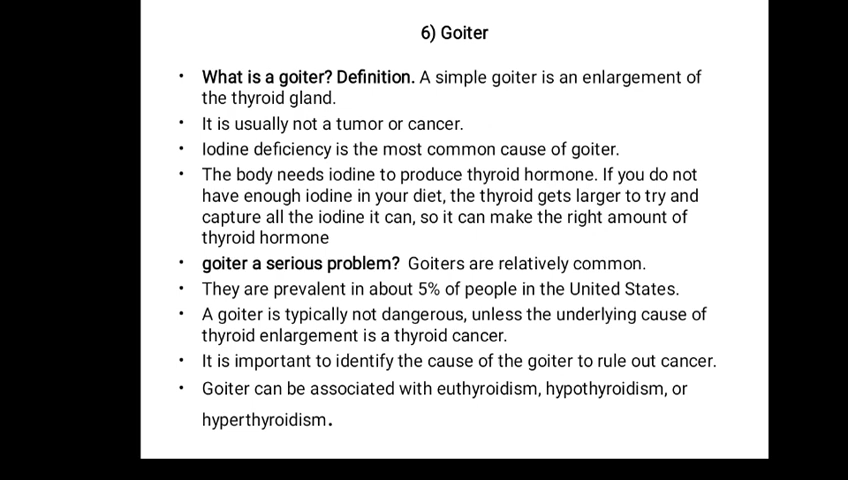 6) Goiter
• What is a goiter? Definition. A simple goiter is an enlargement of
the thyroid gland.
• It is usually not a tumor or cancer.
• Iodine deficiency is the most common cause of goiter.
• The body needs iodine to produce thyroid hormone. If you do not
have enough iodine in your diet, the thyroid gets larger to try and
capture all the iodine it can, so it can make the right amount of
thyroid hormone
• goiter a serious problem? Goiters are relatively common.
• They are prevalent in about 5% of people in the United States.
• A goiter is typically not dangerous, unless the underlying cause of
thyroid enlargement is a thyroid cancer.
• It is important to identify the cause of the goiter to rule out cancer.
• Goiter can be associated with euthyroidism, hypothyroidism, or
hyperthyroidism.